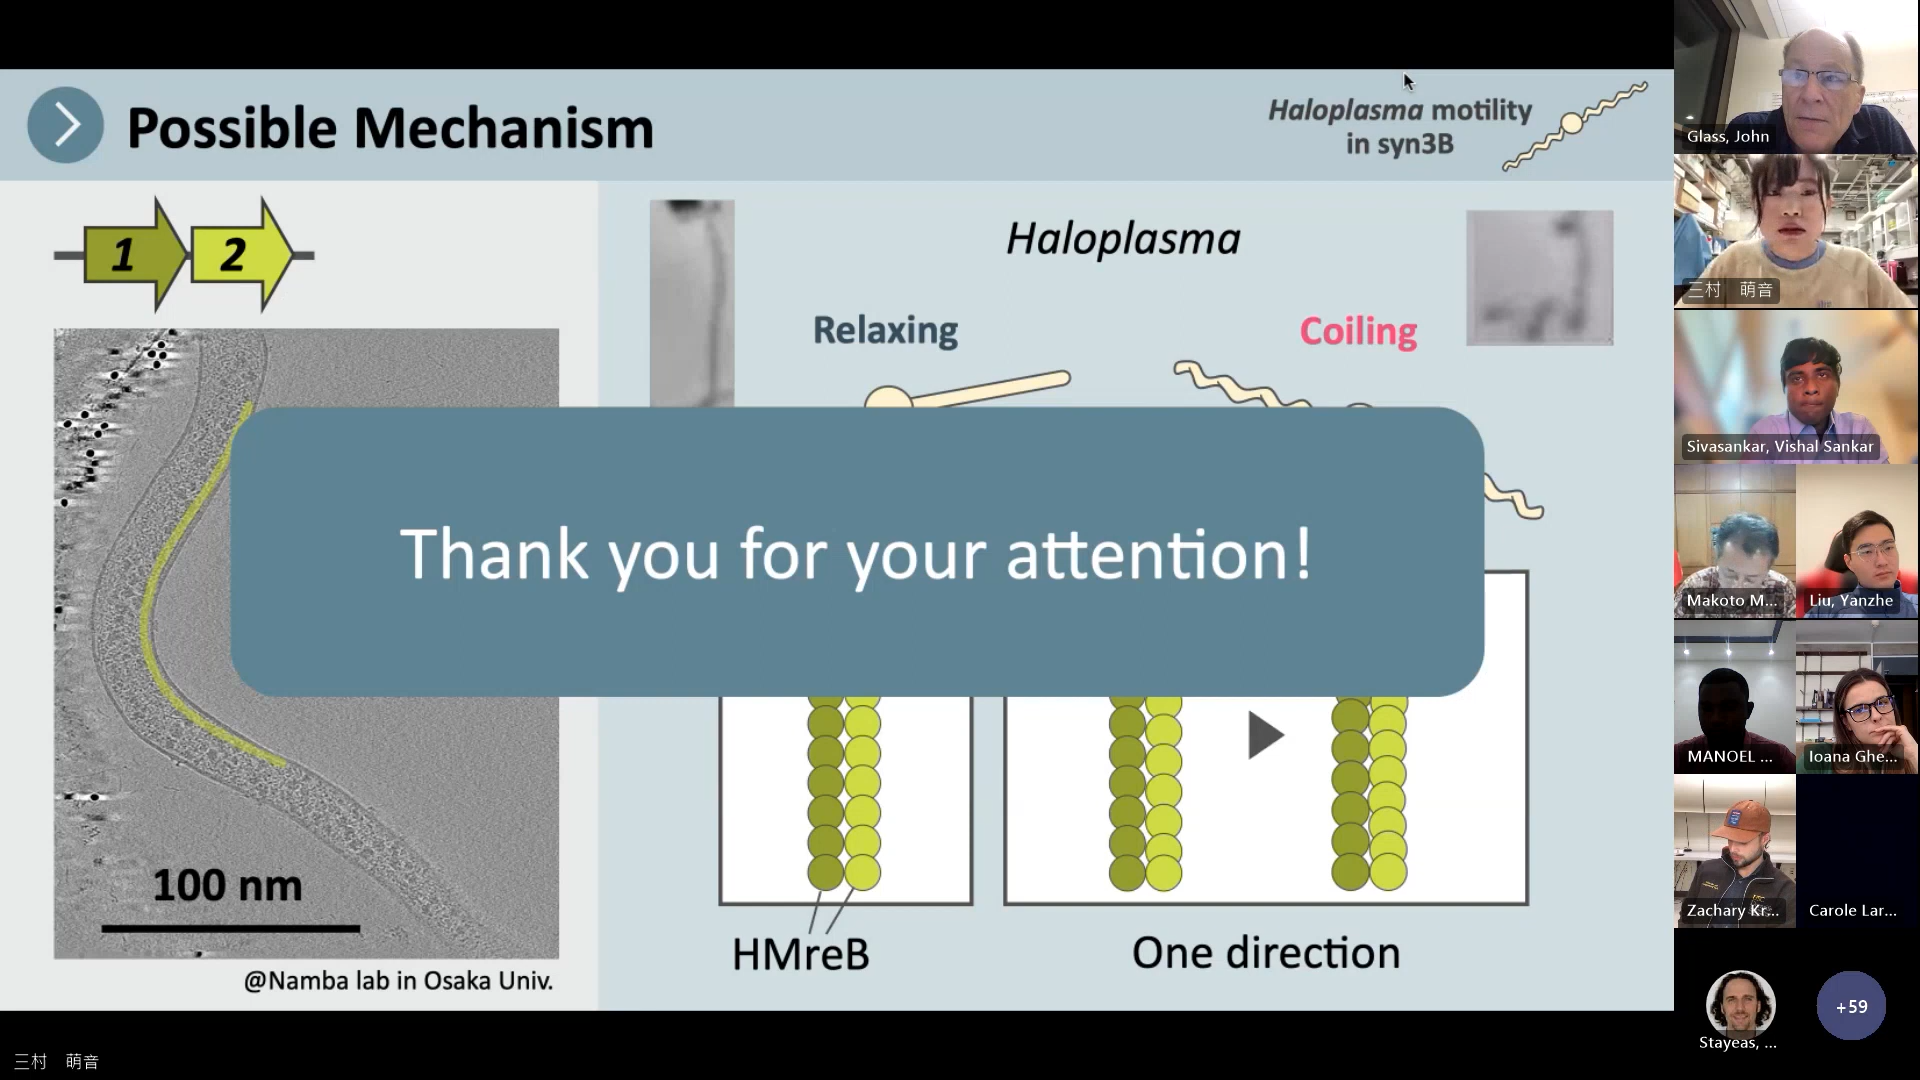 Possible Mechanism
Haloplasma motility
in syn3B
1 2
Haloplasma
Relaxing
Coiling
Thank you for your attention!
100 nm
@Namba lab in Osaka Univ.
HMreB
One direction
三村 萌音
Glass, John
三村 萌音
Sivasankar, Vishal Sankar
Makoto M...
Liu, Yanzhe
MANOEL ...
Ioana Ghe...
Zachary Kr...
Carole Lar...
Stayeas, ...
+59